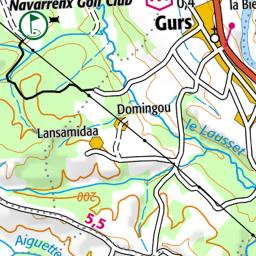 Navarrenx Golf Club
0,4
la Bie
Gurs
Domingou
le Lausset
Lansamidaa
200
5,5
Aiguette